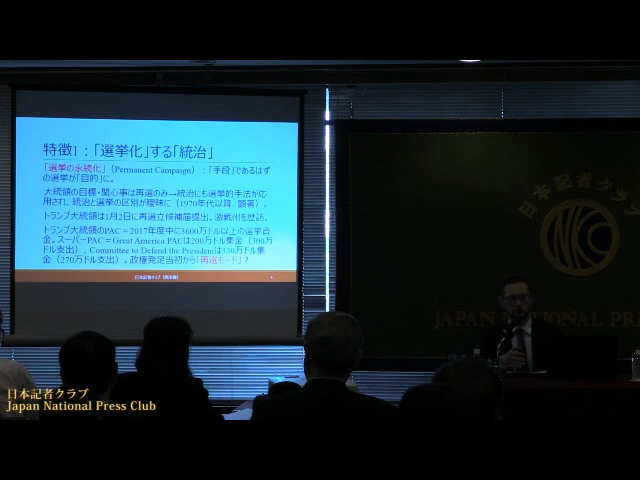 特徴1：「選挙化」する「統治」
「選挙の永続化」（Permanent Campaign）：「手段」であるはず
の選挙が「目的」に。
大統領の目標・関心事は再選のみ→統治にも選挙的手法が応
用され、統治と選挙の区別が曖昧に（1970年代以降、顕著）。
トランプ大統領は1月2日に再選立候補届提出。激戦州を歴訪。
トランプ大統領のPAC＝2017年度中に3600万ドル以上の選挙資
金。スーパーPAC＝Great America PACは200万ドル集金（300万
ドル支出）、Committee to Defend the Presidentは350万ドル集
金（270万ドル支出）。政権発足当初から「再選モード」？
日本記者クラブ
JAPAN NATIONAL PRE
日本記者クラブ
Japan National Press Club